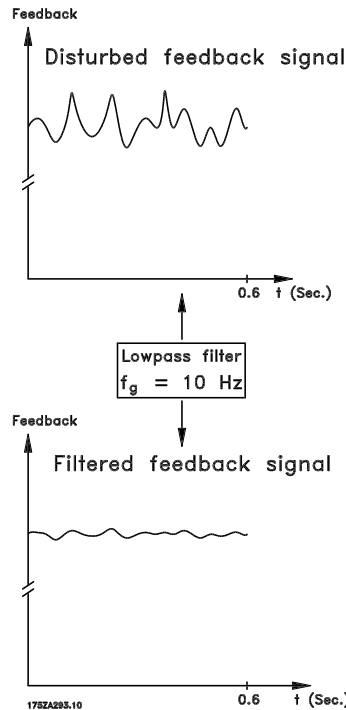 Feedback
Disturbed feedback signal
0.6 t (Sec.)
Lowpass filter
fg = 10 Hz
Feedback
Filtered feedback signal
0.6 t (Sec.)
175ZA293.10